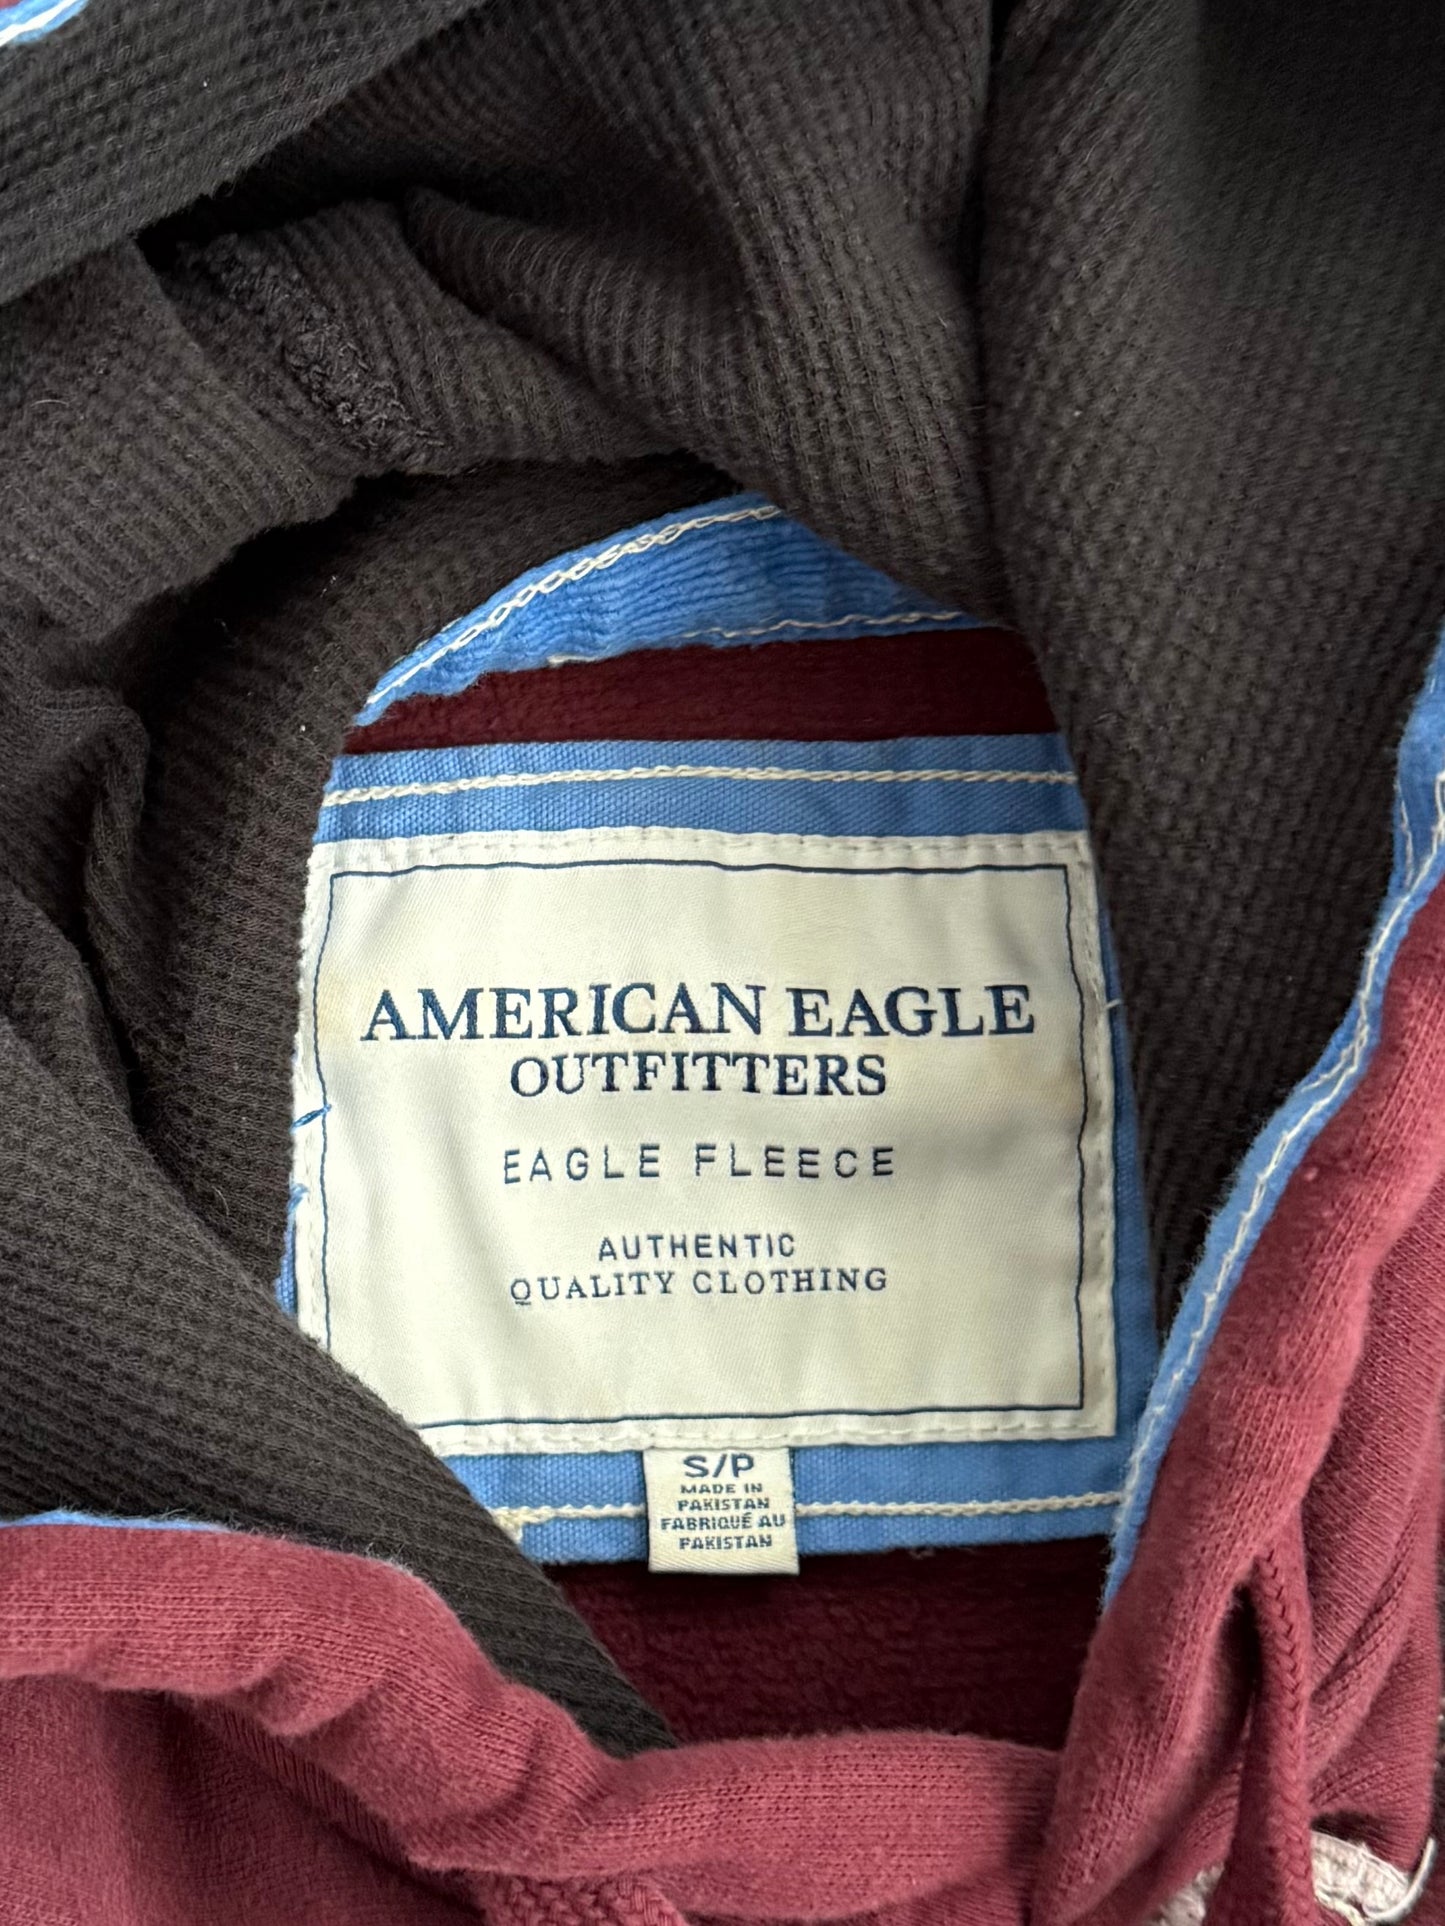 AMERICAN EAGLE
OUTFITTERS
EAGLE FLEECE
AUTHENTIC
QUALITY CLOTHING
S/P
MADE IN
PAKISTAN
FABRIQUÉ AU
PAKISTAN